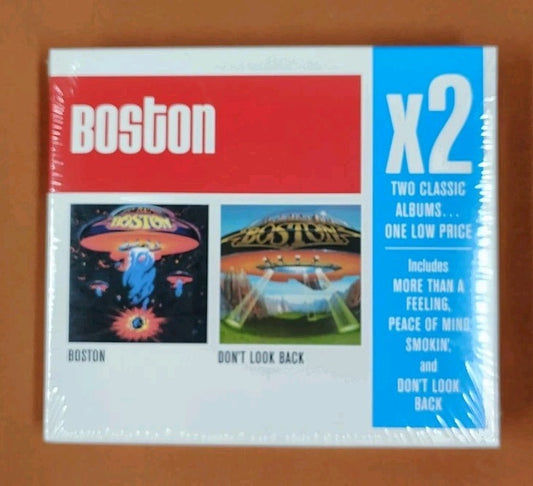 BOSTON
X2
TWO CLASSIC
ALBUMS...
ONE LOW PRICE
BOSTON
BOSTON
Includes
MORE THAN A
FEELING,
PEACE OF MIND,
SMOKIN',
and
DON'T LOOK
BACK
BOSTON
DON'T LOOK BACK